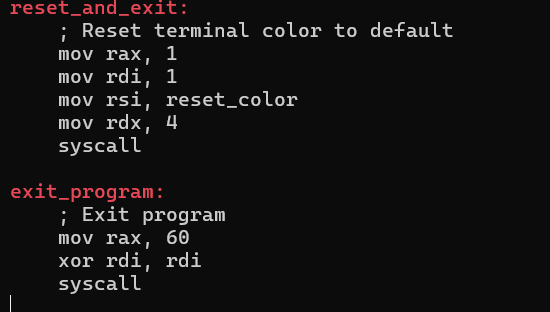 reset_and_exit:
    ; Reset terminal color to default
    mov rax, 1
    mov rdi, 1
    mov rsi, reset_color
    mov rdx, 4
    syscall

exit_program:
    ; Exit program
    mov rax, 60
    xor rdi, rdi
    syscall